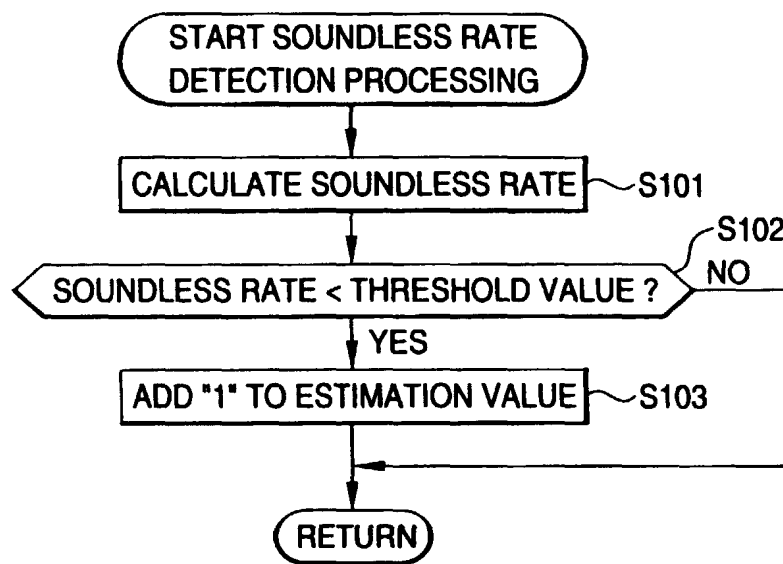 START SOUNDLESS RATE
DETECTION PROCESSING
CALCULATE SOUNDLESS RATE
S101
S102
SOUNDLESS RATE < THRESHOLD VALUE ?
NO
YES
ADD "1" TO ESTIMATION VALUE
S103
RETURN